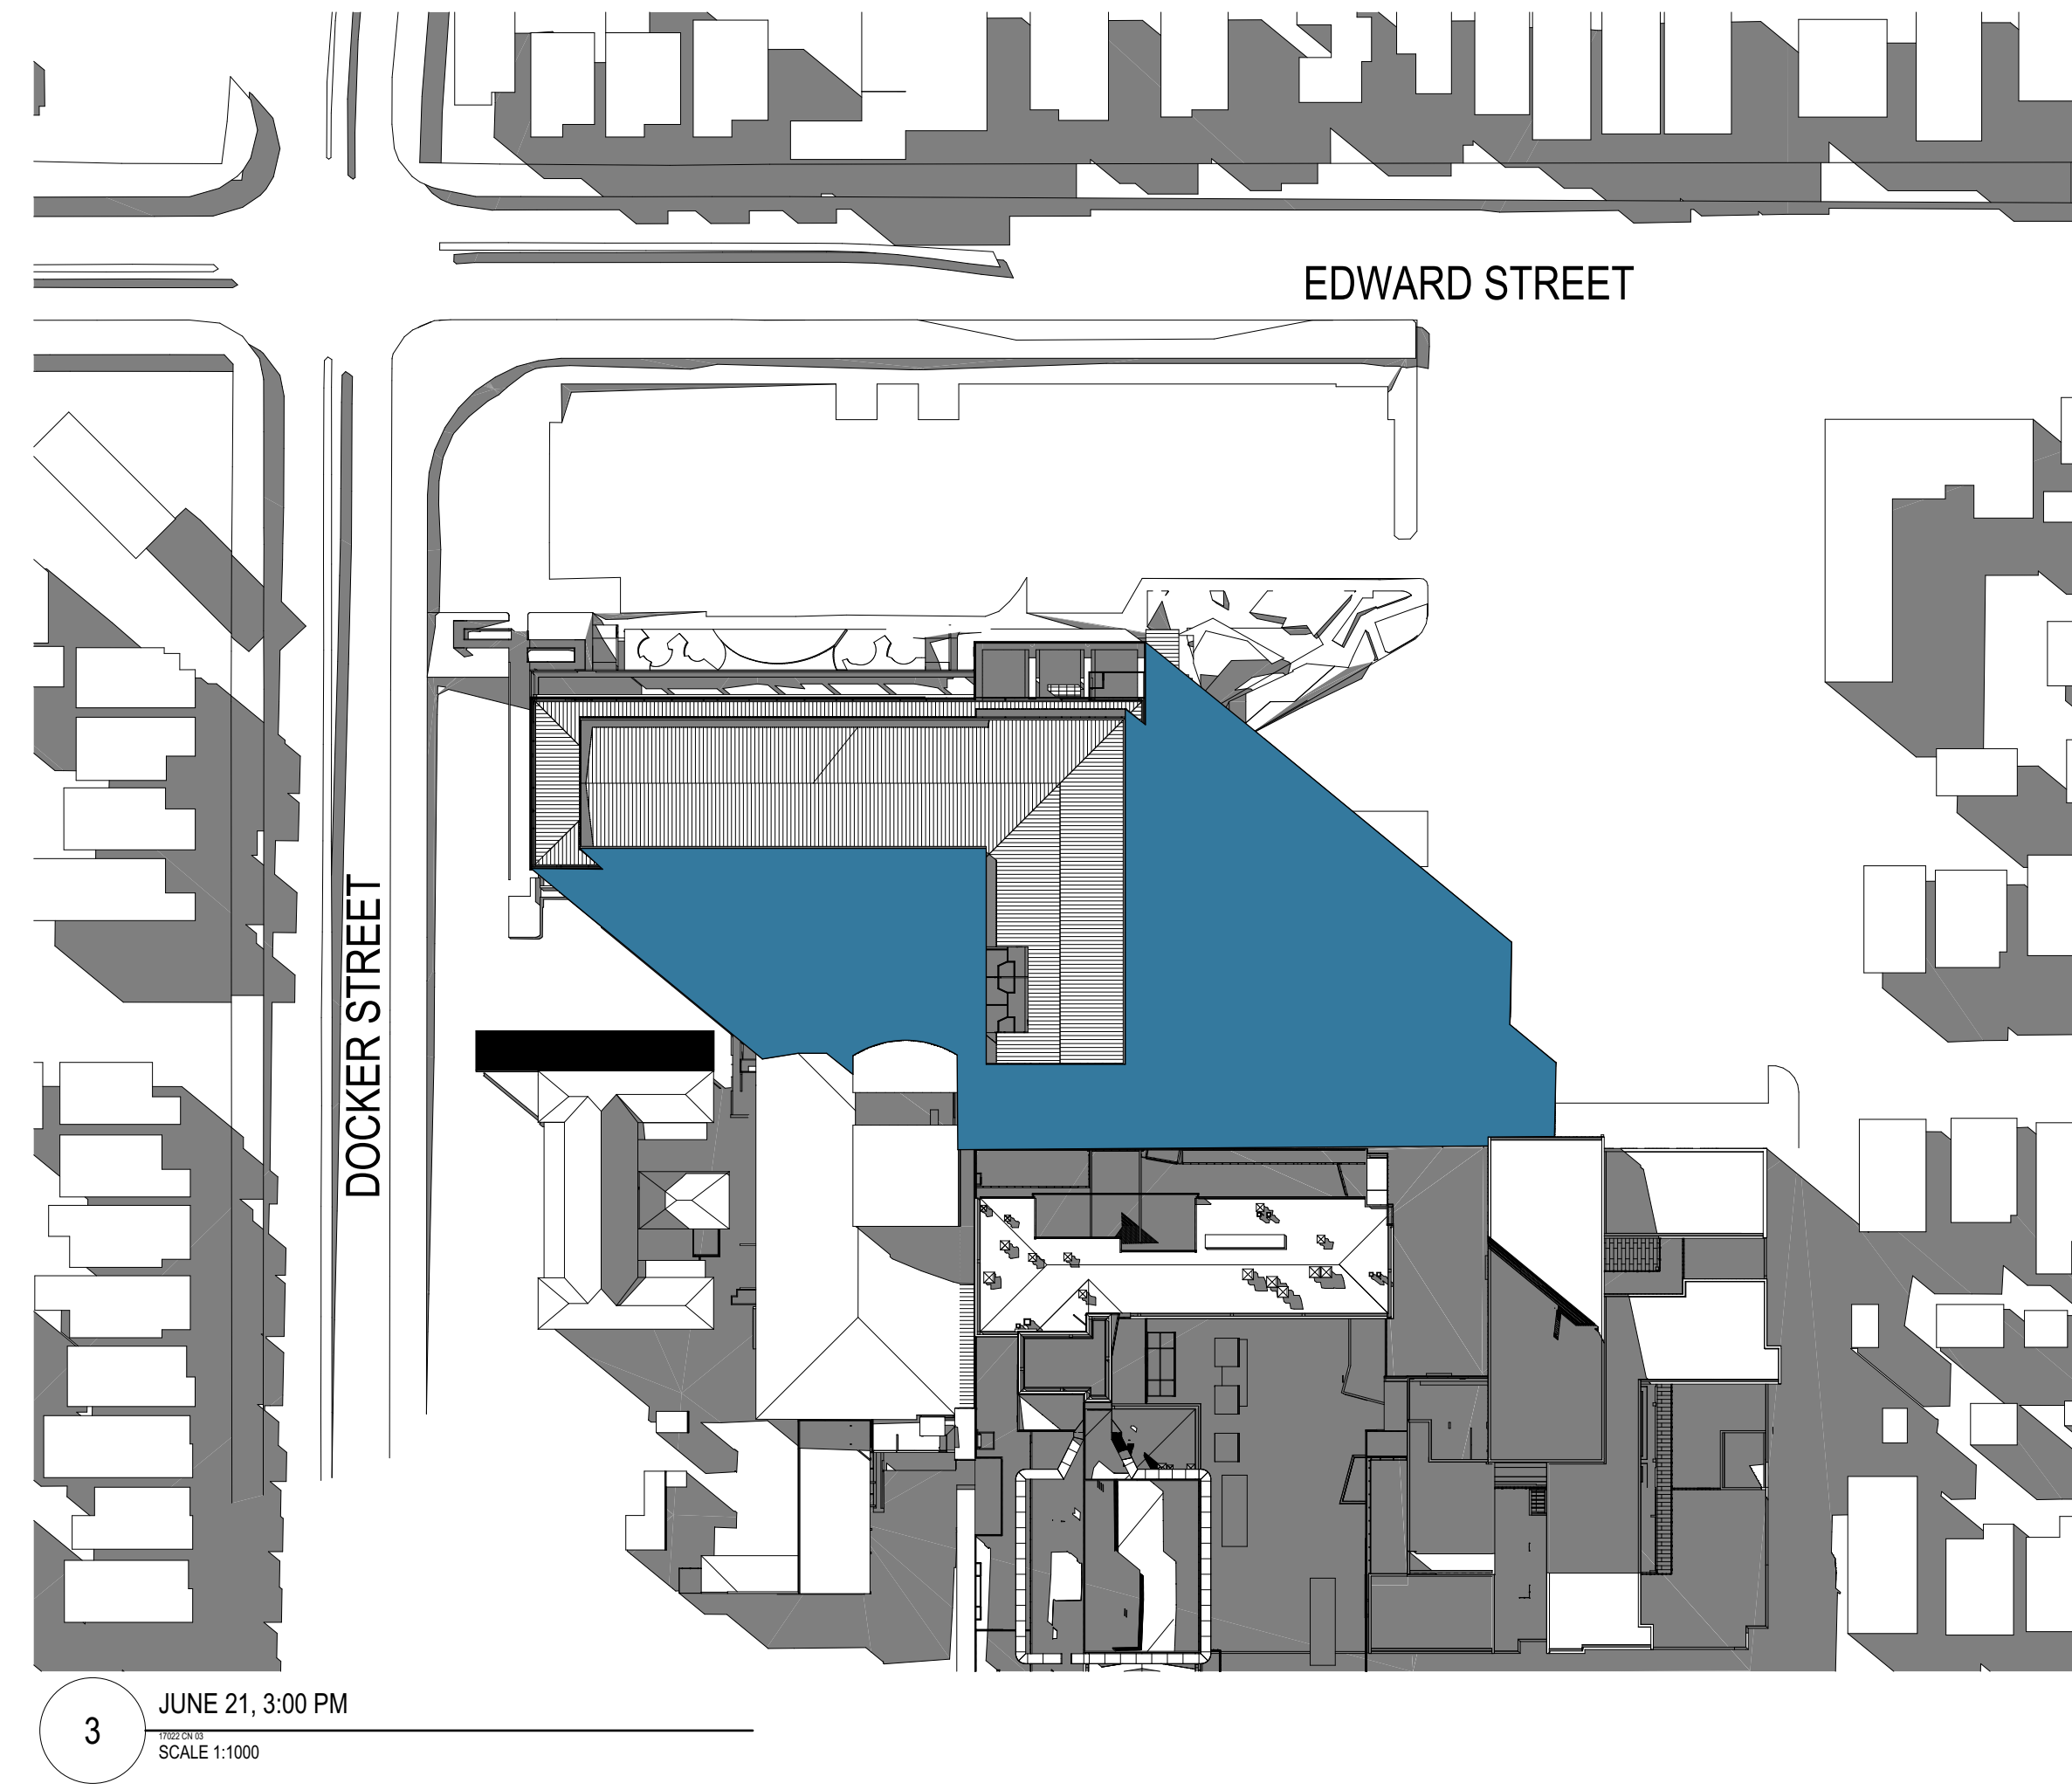 EDWARD STREET
DOCKER STREET
3
JUNE 21, 3:00 PM
17022 CN 03
SCALE 1:1000